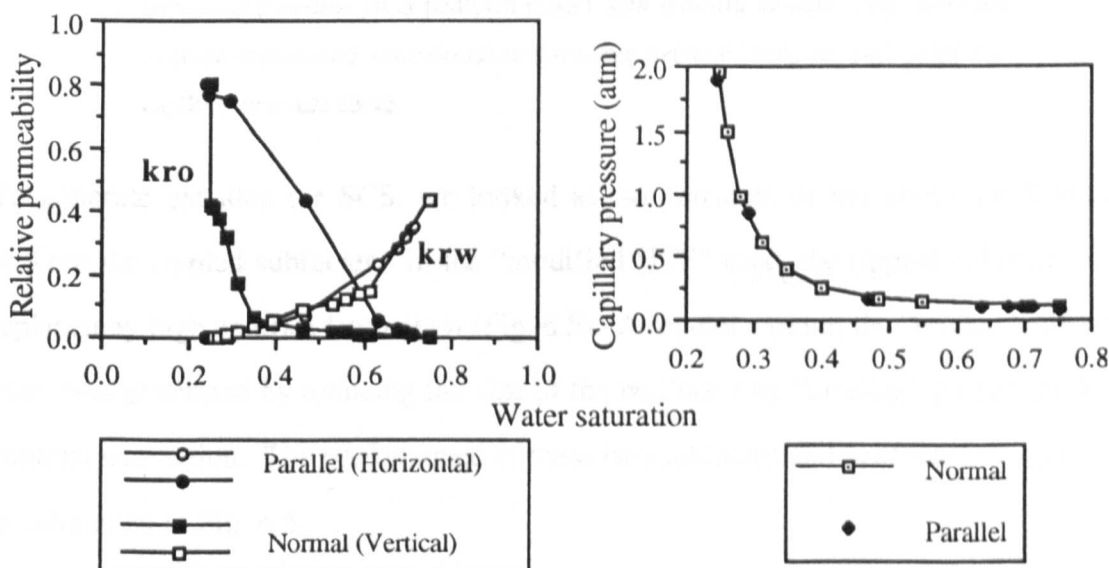 1.0
0.8
0.6
0.4
0.2
0.0
Relative permeability
kro
krw
0.0 0.2 0.4 0.6 0.8 1.0
2.0
1.5
1.0
0.5
0.0
Capillary pressure (atm)
0.2 0.3 0.4 0.5 0.6 0.7 0.8
Water saturation
Parallel (Horizontal)
Normal (Vertical)
Normal
Parallel